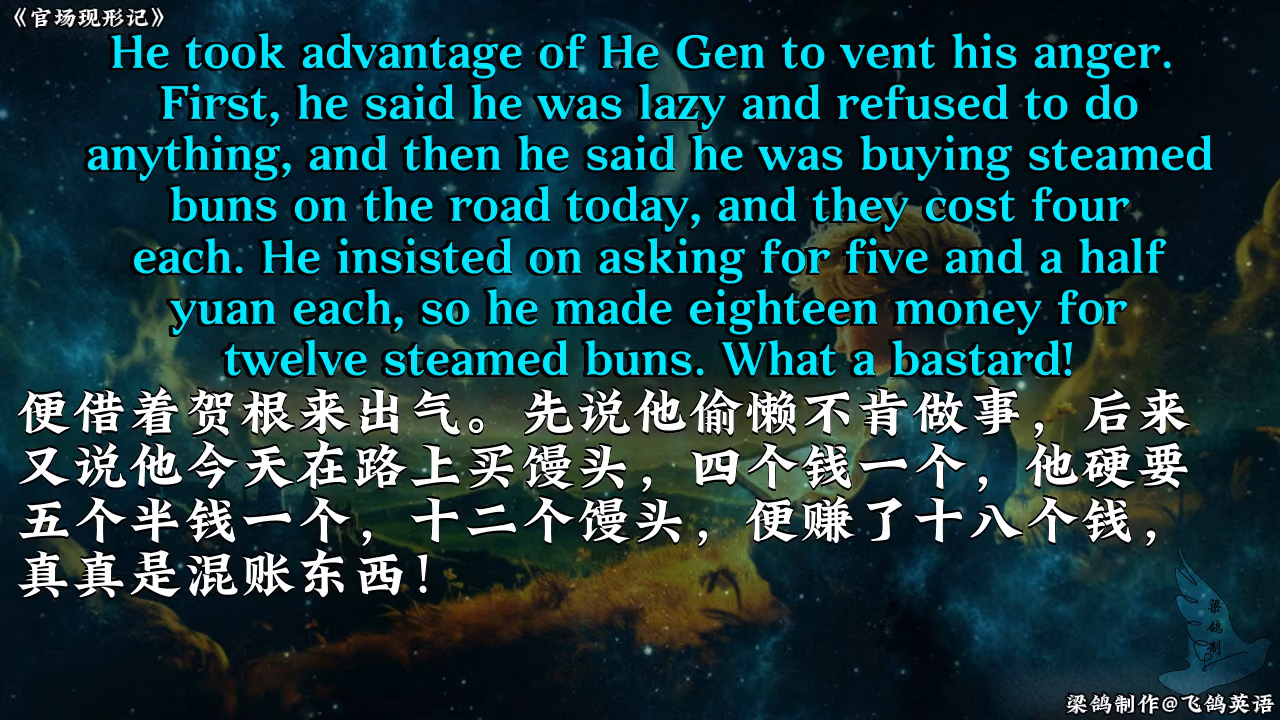 《官场现形记》
He took advantage of He Gen to vent his anger.
First, he said he was lazy and refused to do
anything, and then he said he was buying steamed
buns on the road today, and they cost four
each. He insisted on asking for five and a half
yuan each, so he made eighteen money for
twelve steamed buns. What a bastard!
便借着贺根来出气。先说他偷懒不肯做事，后来
又说他今天在路上买馒头，四个钱一个，他硬要
五个半钱一个，十二个馒头，便赚了十八个钱，
真真是混账东西！
梁鸽制
梁鸽制作@飞鸽英语